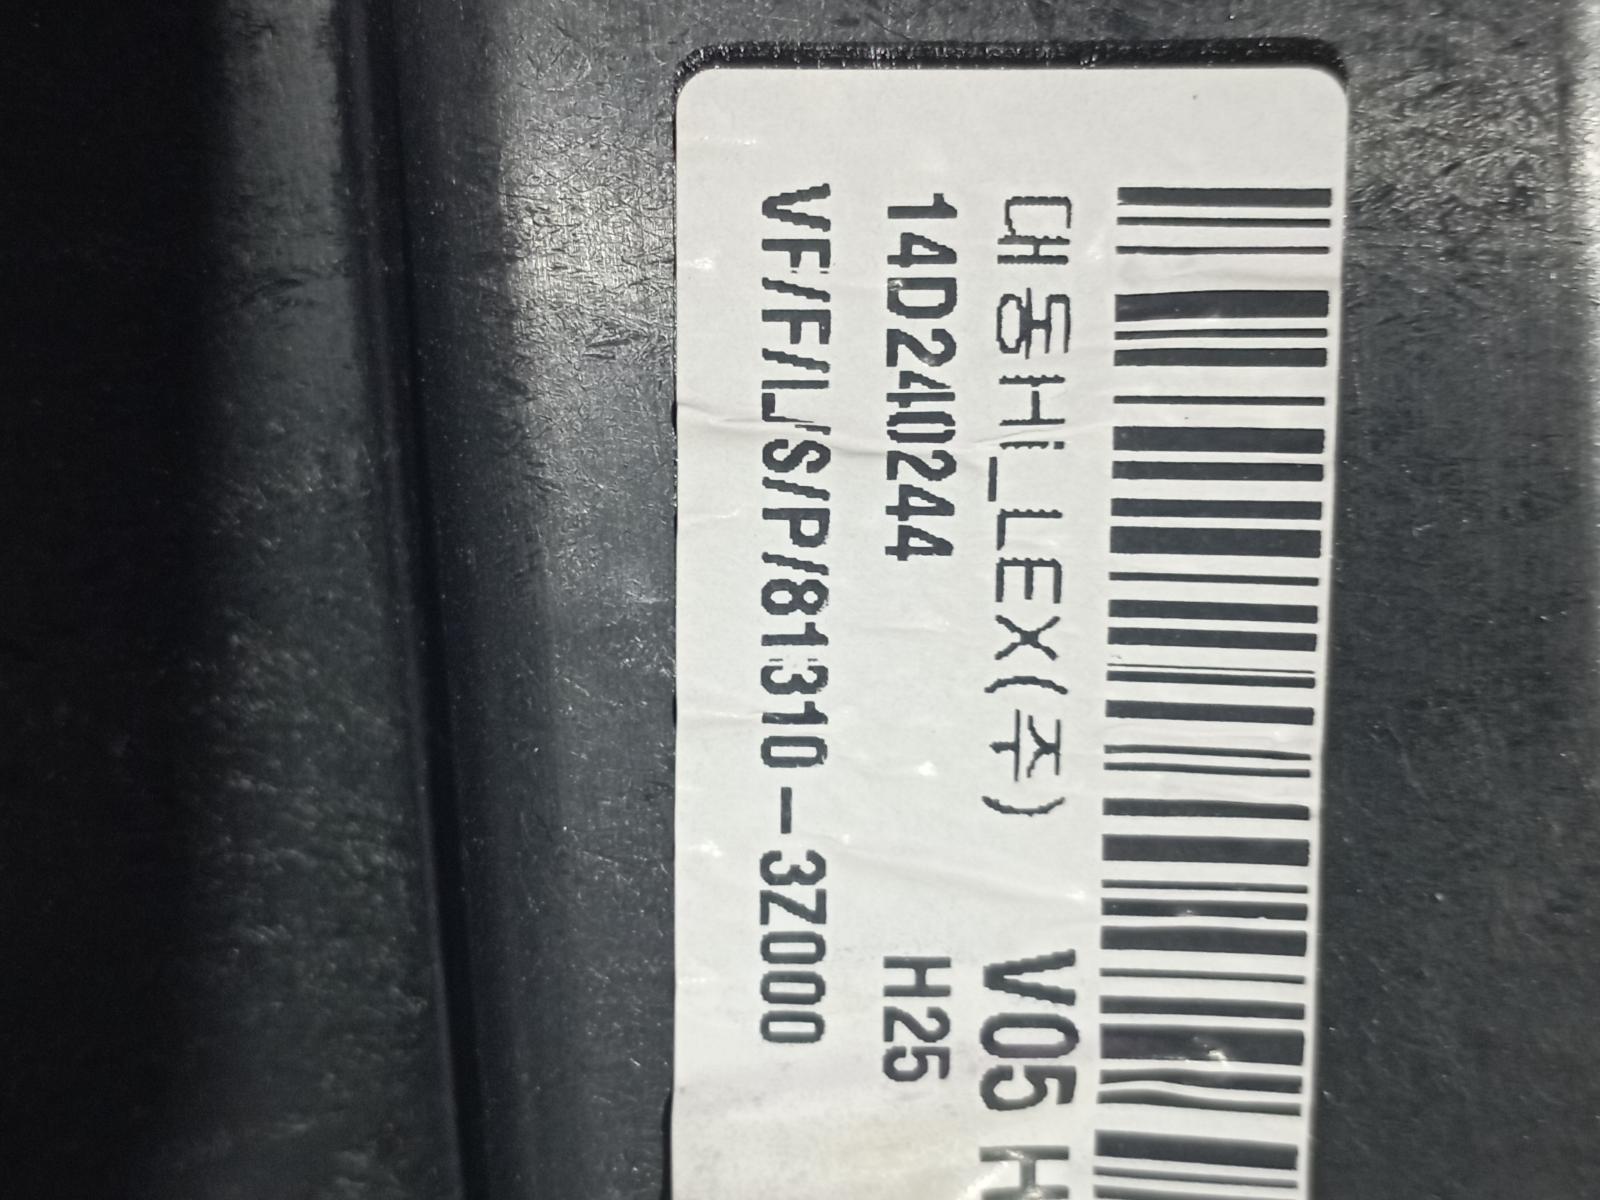 대동Hi_LEX(주) V05 H
14D240244 H25
VF/F/L/S/P/81310-3Z000